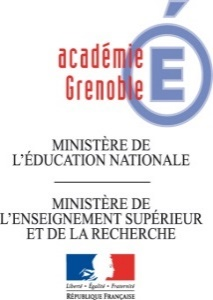 académie
Grenoble
É
MINISTÈRE DE
L'ÉDUCATION NATIONALE
MINISTÈRE DE
L'ENSEIGNEMENT SUPÉRIEUR
ET DE LA RECHERCHE
Liberté • Égalité • Fraternité
RÉPUBLIQUE FRANÇAISE